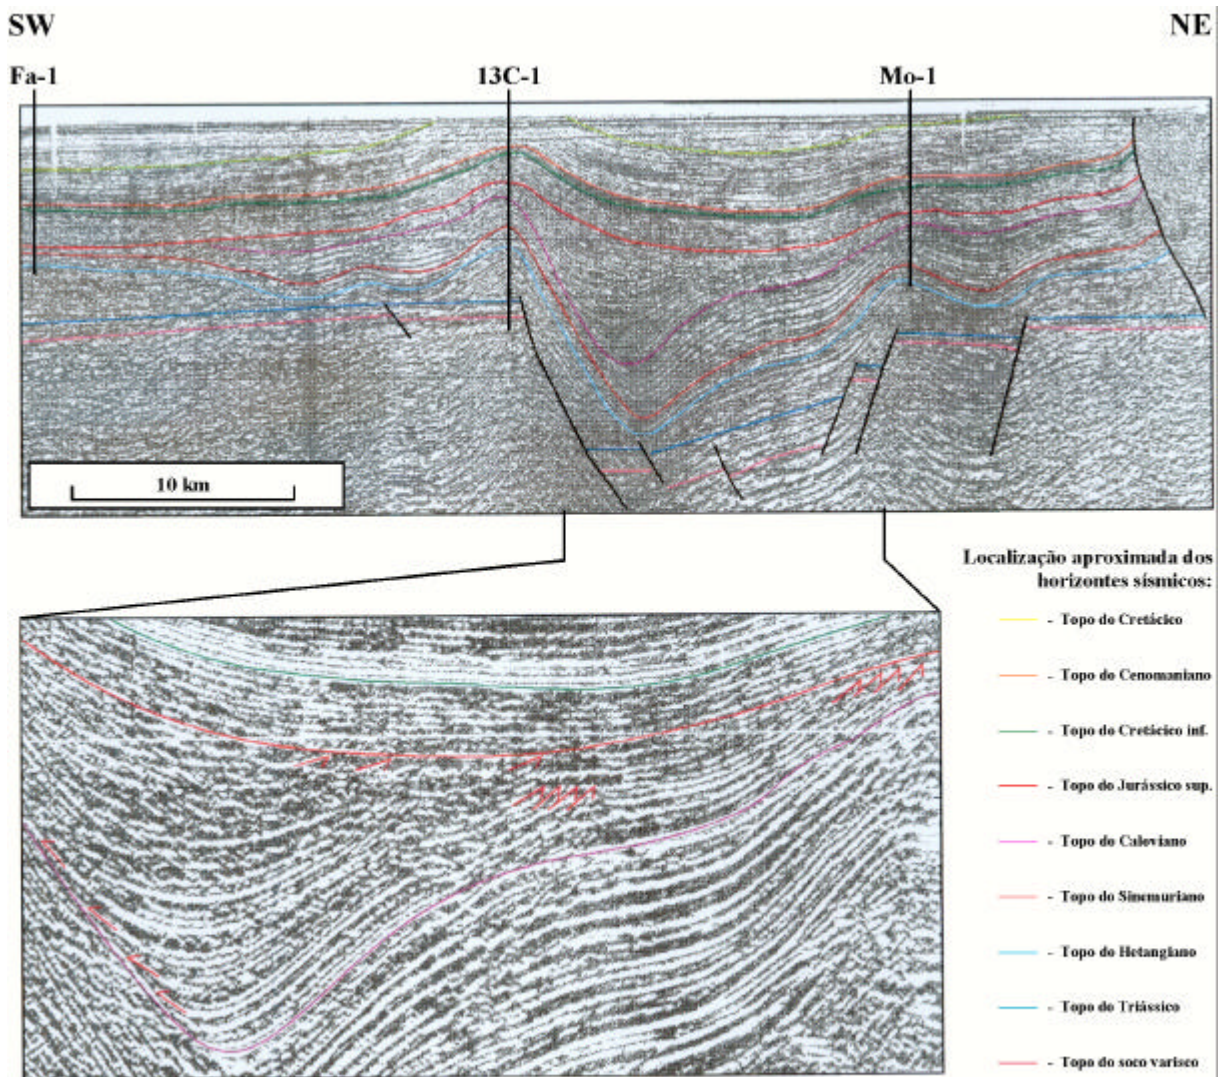 SW
NE
Fa-1
13C-1
Mo-1
10 km
Localização aproximada dos
horizontes sísmicos:
- Topo do Cretácico
- Topo do Cenomaniano
- Topo do Cretácico inf.
- Topo do Jurássico sup.
- Topo do Caloviano
- Topo do Sinemuriano
- Topo do Hetangiano
- Topo do Triássico
- Topo do soco varisco